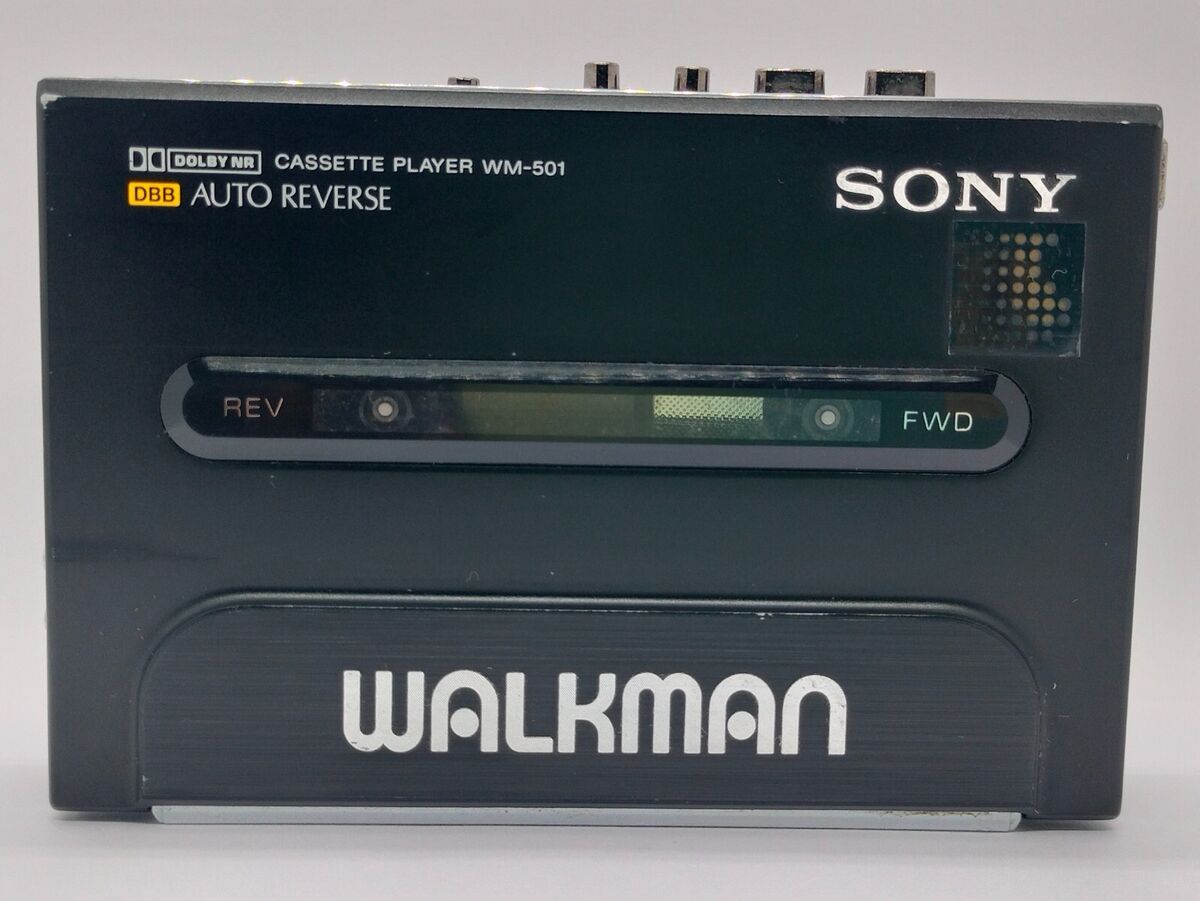 DOLBY NR CASSETTE PLAYER WM-501
DBB AUTO REVERSE
SONY
REV
FWD
WALKMAN